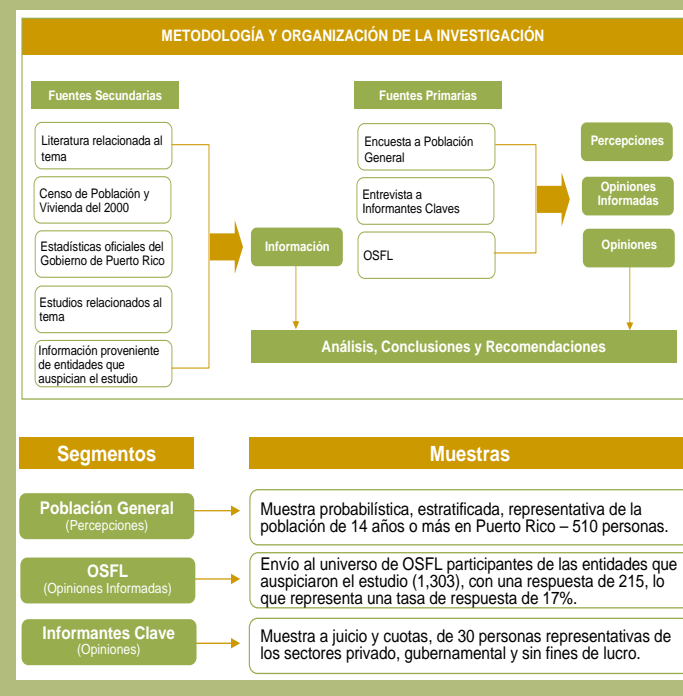 METODOLOGÍA Y ORGANIZACIÓN DE LA INVESTIGACIÓN
Fuentes Secundarias
Literatura relacionada al
tema
Censo de Población y
Vivienda del 2000
Estadísticas oficiales del
Gobierno de Puerto Rico
Estudios relacionados al
tema
Información proveniente
de entidades que
auspician el estudio
Información
Fuentes Primarias
Encuesta a Población
General
Entrevista a
Informantes Claves
OSFL
Percepciones
Opiniones
Informadas
Opiniones
Análisis, Conclusiones y Recomendaciones
Segmentos
Muestras
Población General
(Percepciones)
Muestra probabilística, estratificada, representativa de la
población de 14 años o más en Puerto Rico – 510 personas.
OSFL
(Opiniones Informadas)
Envío al universo de OSFL participantes de las entidades que
auspiciaron el estudio (1,303), con una respuesta de 215, lo
que representa una tasa de respuesta de 17%.
Informantes Clave
(Opiniones)
Muestra a juicio y cuotas, de 30 personas representativas de
los sectores privado, gubernamental y sin fines de lucro.